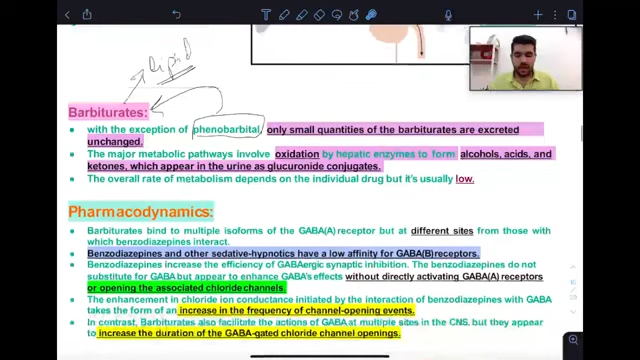 lipid
Barbiturates:
with the exception of phenobarbital, only small quantities of the barbiturates are excreted
unchanged.
The major metabolic pathways involve oxidation by hepatic enzymes to form alcohols, acids, and
ketones, which appear in the urine as glucuronide conjugates.
The overall rate of metabolism depends on the individual drug but it's usually low.
Pharmacodynamics:
Barbiturates bind to multiple isoforms of the GABA(A) receptor but at different sites from those with
which benzodiazepines interact.
Benzodiazepines and other sedative-hypnotics have a low affinity for GABA(B) receptors.
Benzodiazepines increase the efficiency of GABAergic synaptic inhibition. The benzodiazepines do not
substitute for GABA but appear to enhance GABA's effects without directly activating GABA(A) receptors
or opening the associated chloride channels.
The enhancement in chloride ion conductance initiated by the interaction of benzodiazepines with GABA
takes the form of an increase in the frequency of channel-opening events.
In contrast, Barbiturates also facilitate the actions of GABA at multiple sites in the CNS, but they appear
to increase the duration of the GABA-gated chloride channel openings.